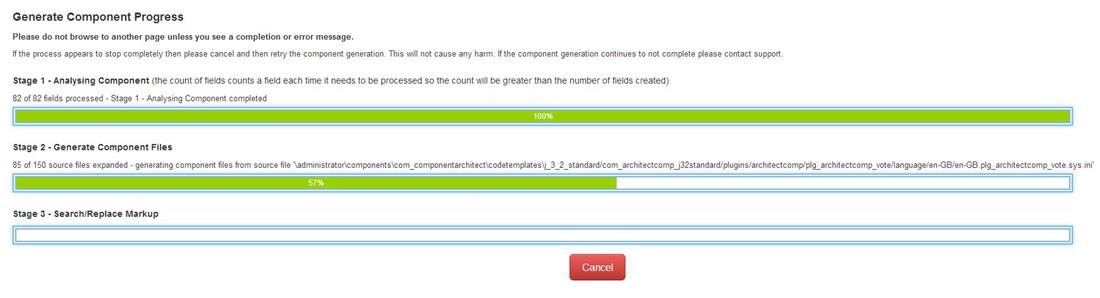 Generate Component Progress
Please do not browse to another page unless you see a completion or error message.
If the process appears to stop completely then please cancel and then retry the component generation. This will not cause any harm. If the component generation continues to not complete please contact support.
Stage 1 - Analysing Component (the count of fields counts a field each time it needs to be processed so the count will be greater than the number of fields created)
82 of 82 fields processed - Stage 1 - Analysing Component completed
100%
Stage 2 - Generate Component Files
85 of 150 source files expanded - generating component files from source file '\administrator\components\com_componentarchitect\codetemplates\j_3_2_standard/com_architectcomp_j32standard/plugins/architectcomp/plg_architectcomp_vote/language/en-GB/en-GB.plg_architectcomp_vote.sys.ini'
57%
Stage 3 - Search/Replace Markup
Cancel